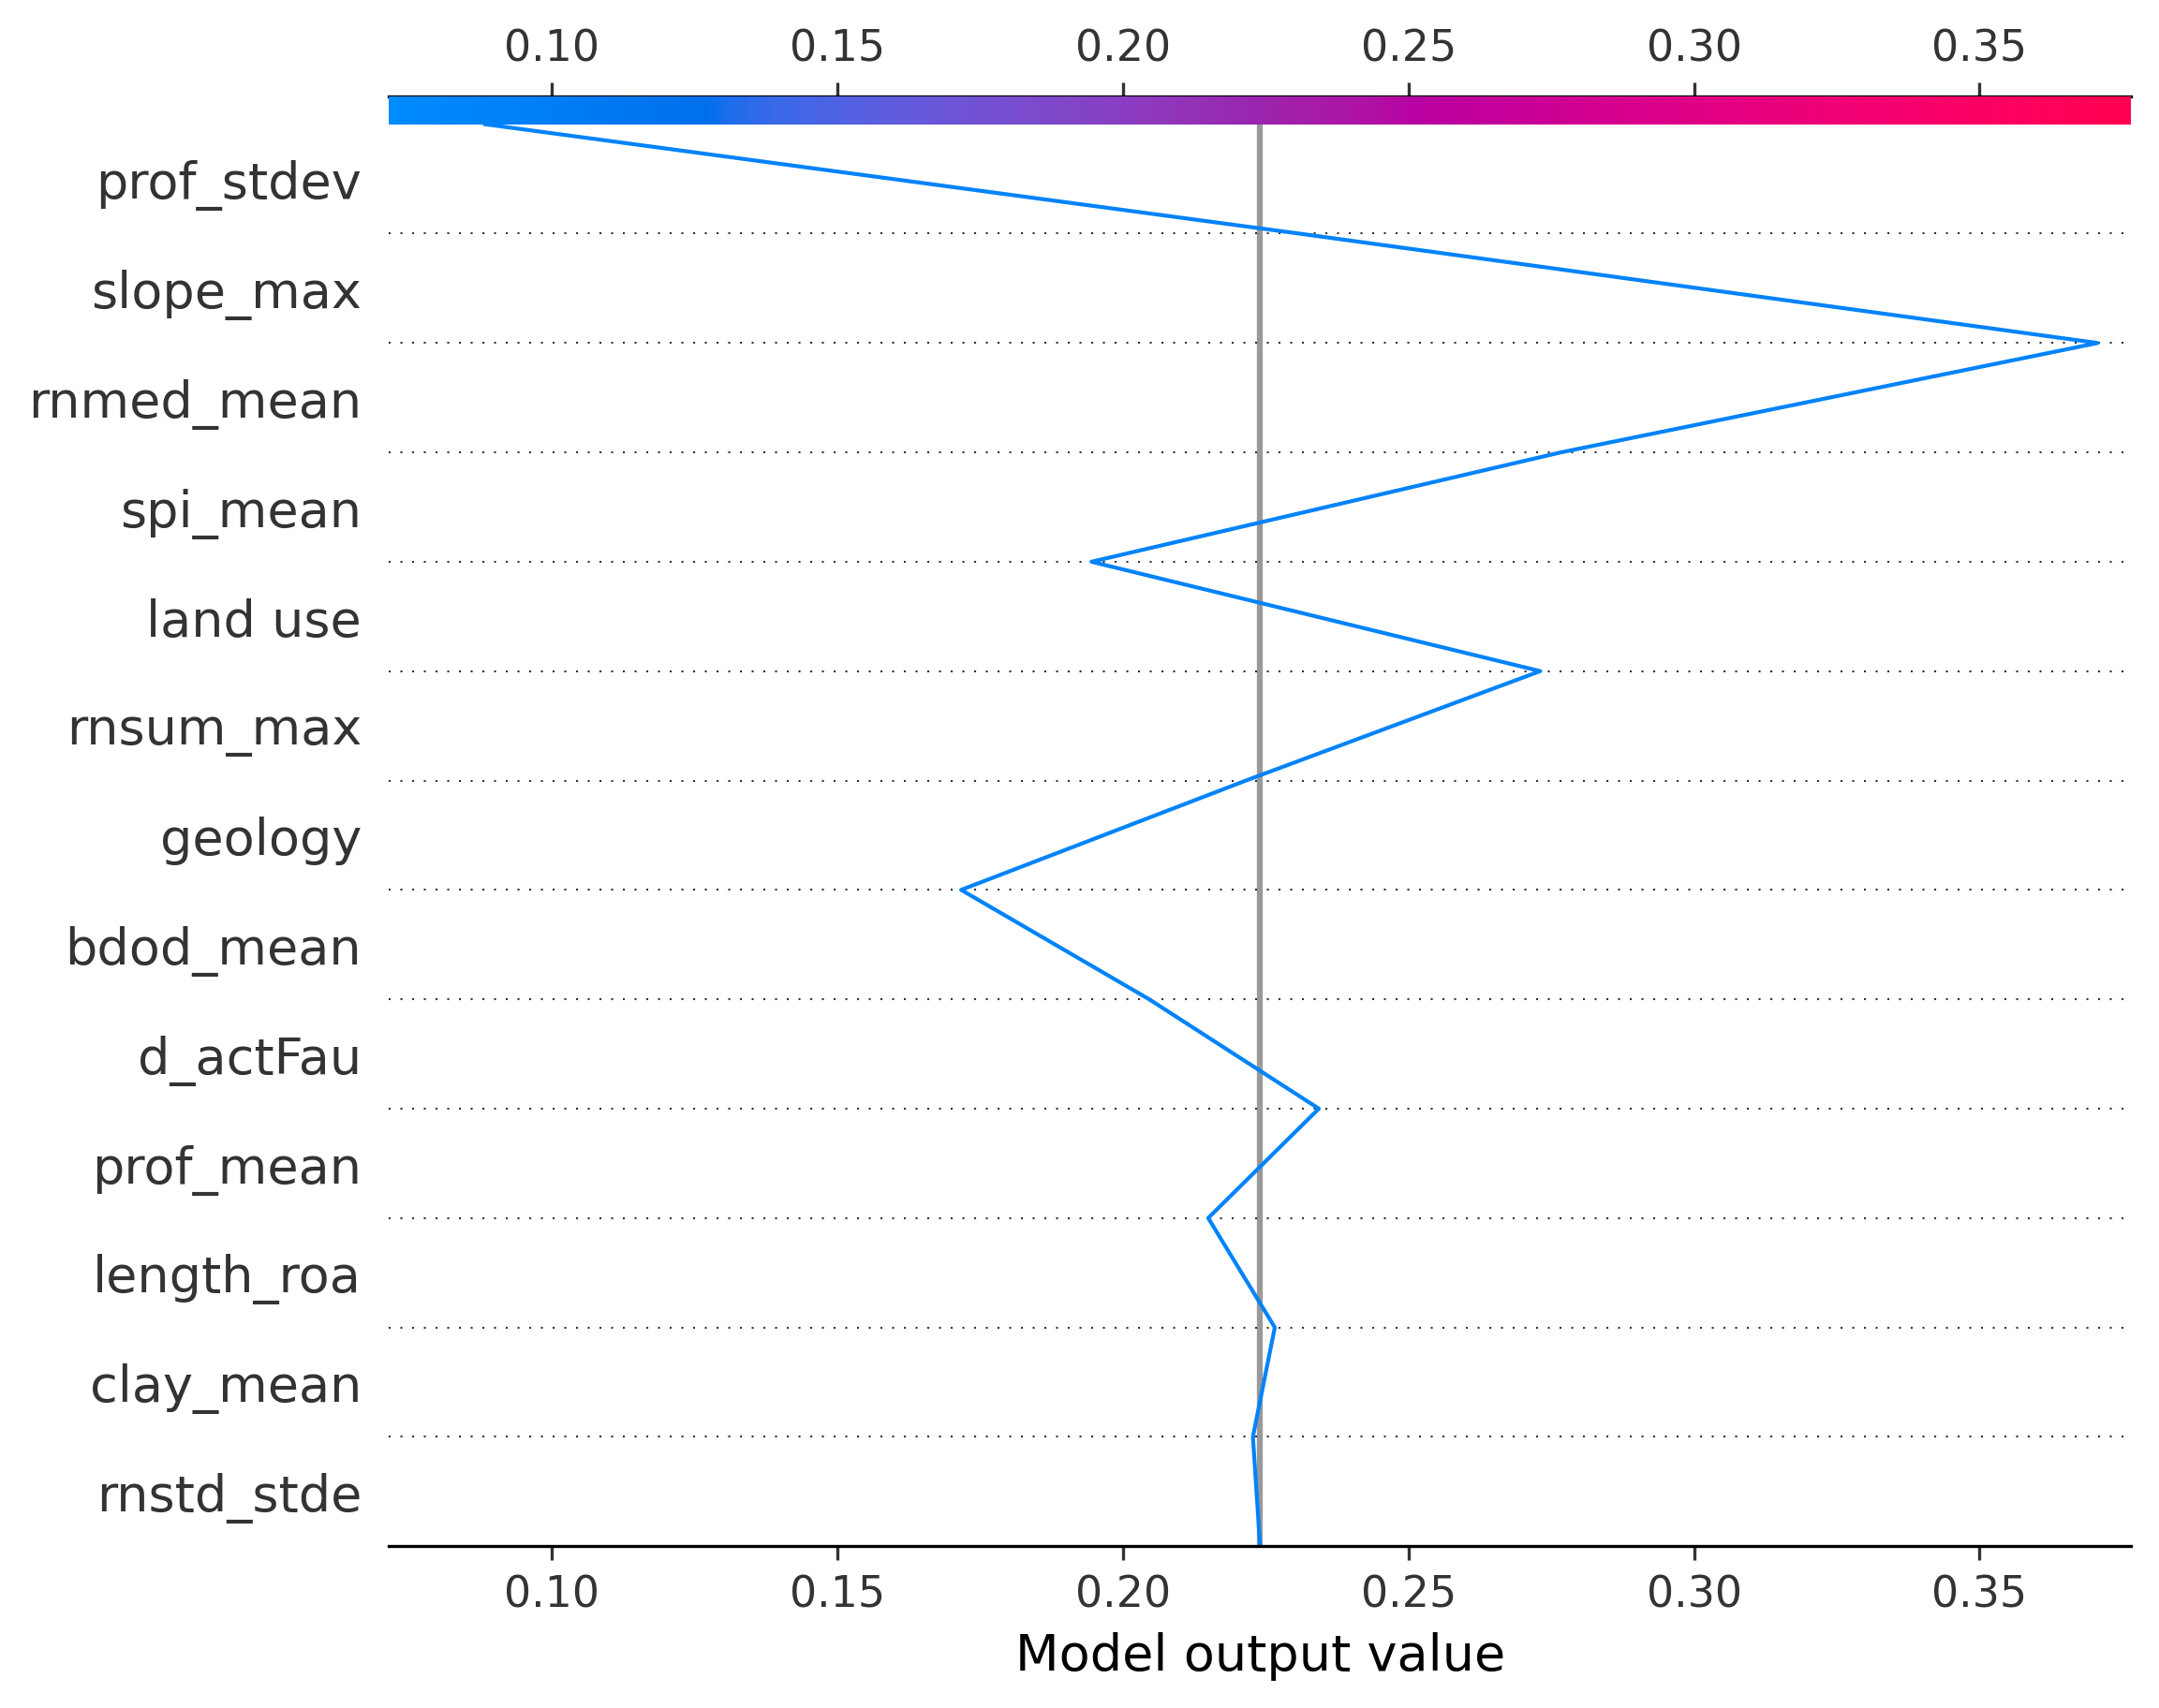 0.10 0.15 0.20 0.25 0.30 0.35
prof_stdev
slope_max
rnmed_mean
spi_mean
land use
rnsum_max
geology
bdod_mean
d_actFau
prof_mean
length_roa
clay_mean
rnstd_stde
0.10 0.15 0.20 0.25 0.30 0.35
Model output value